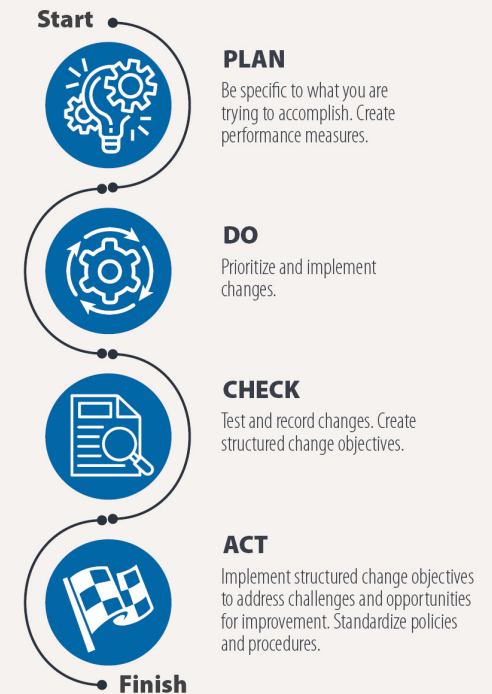 Start
PLAN
Be specific to what you are
trying to accomplish. Create
performance measures.
DO
Prioritize and implement
changes.
CHECK
Test and record changes. Create
structured change objectives.
ACT
Implement structured change objectives
to address challenges and opportunities
for improvement. Standardize policies
and procedures.
Finish